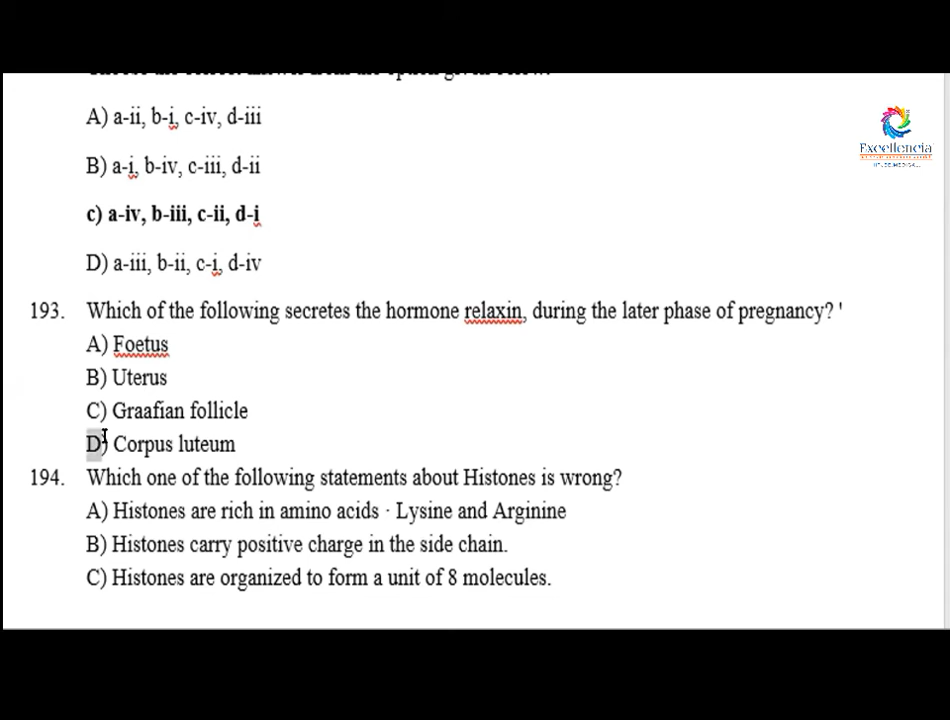 A) a-ii, b-i, c-iv, d-iii
B) a-i, b-iv, c-iii, d-ii
c) a-iv, b-iii, c-ii, d-i
D) a-iii, b-ii, c-i, d-iv
193. Which of the following secretes the hormone relaxin, during the later phase of pregnancy? '
A) Foetus
B) Uterus
C) Graafian follicle
D) Corpus luteum
194. Which one of the following statements about Histones is wrong?
A) Histones are rich in amino acids · Lysine and Arginine
B) Histones carry positive charge in the side chain.
C) Histones are organized to form a unit of 8 molecules.
Excellencia